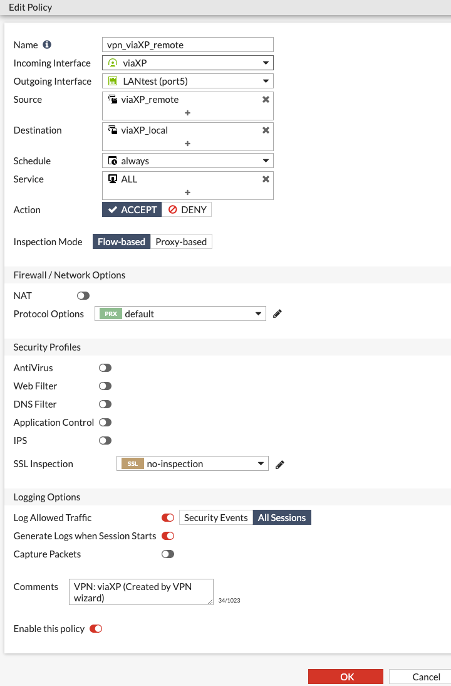 Edit Policy
Name vpn_viaXP_remote
Incoming Interface viaXP
Outgoing Interface LANtest (port5)
Source viaXP_remote
+
Destination viaXP_local
+
Schedule always
Service ALL
+
Action ACCEPT DENY
Inspection Mode Flow-based Proxy-based
Firewall / Network Options
NAT
Protocol Options PRX default
Security Profiles
AntiVirus
Web Filter
DNS Filter
Application Control
IPS
SSL Inspection SSL no-inspection
Logging Options
Log Allowed Traffic Security Events All Sessions
Generate Logs when Session Starts
Capture Packets
Comments VPN: viaXP (Created by VPN
wizard)
34/1023
Enable this policy
OK Cancel